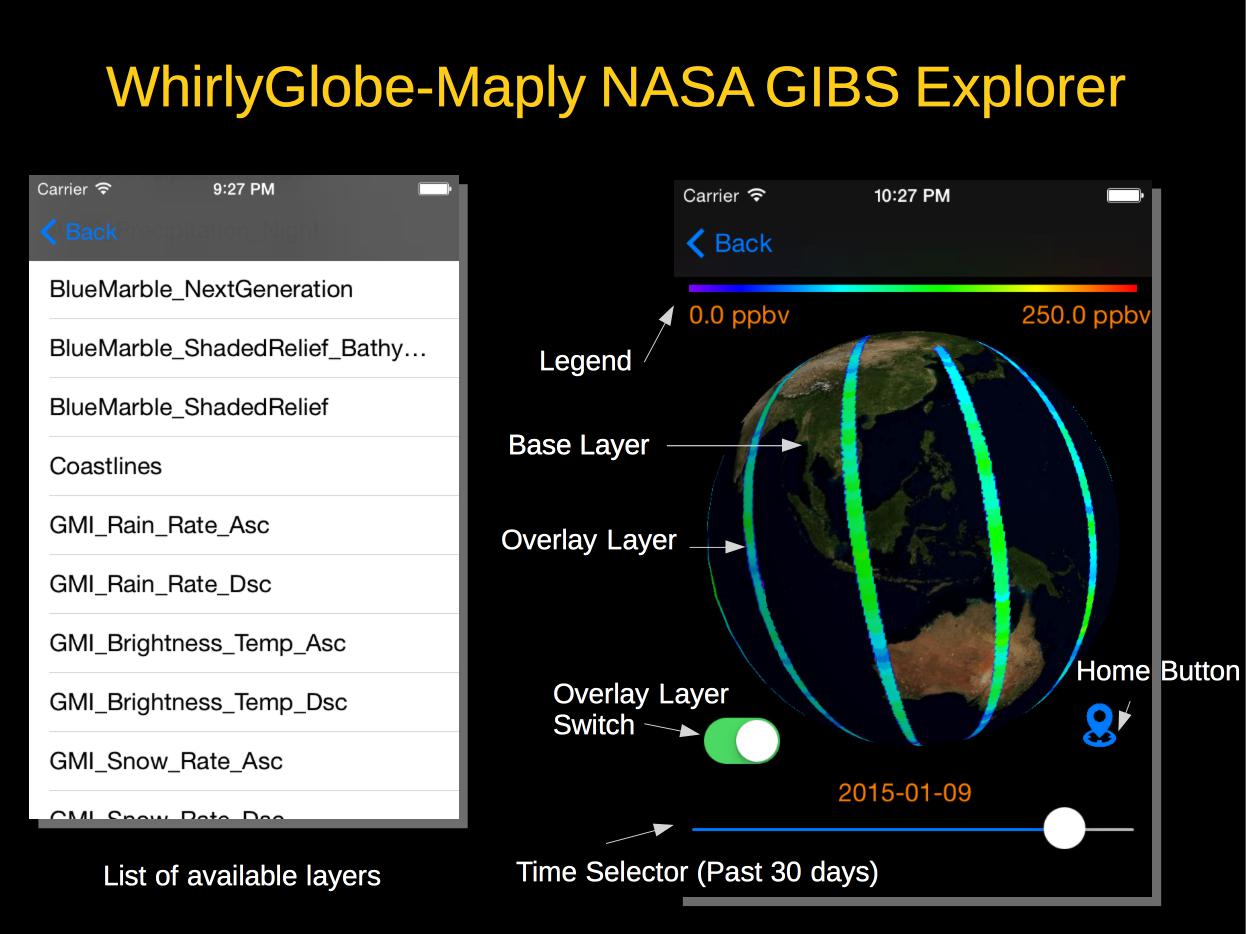 WhirlyGlobe-Maply NASA GIBS Explorer
Carrier 9:27 PM
Back
Precipitation_Night
BlueMarble_NextGeneration
BlueMarble_ShadedRelief_Bathy…
BlueMarble_ShadedRelief
Coastlines
GMI_Rain_Rate_Asc
GMI_Rain_Rate_Dsc
GMI_Brightness_Temp_Asc
GMI_Brightness_Temp_Dsc
GMI_Snow_Rate_Asc
GMI_Snow_Rate_Dsc
List of available layers
Carrier 10:27 PM
Back
0.0 ppbv 250.0 ppbv
Legend
Base Layer
Overlay Layer
Home Button
Overlay Layer
Switch
2015-01-09
Time Selector (Past 30 days)